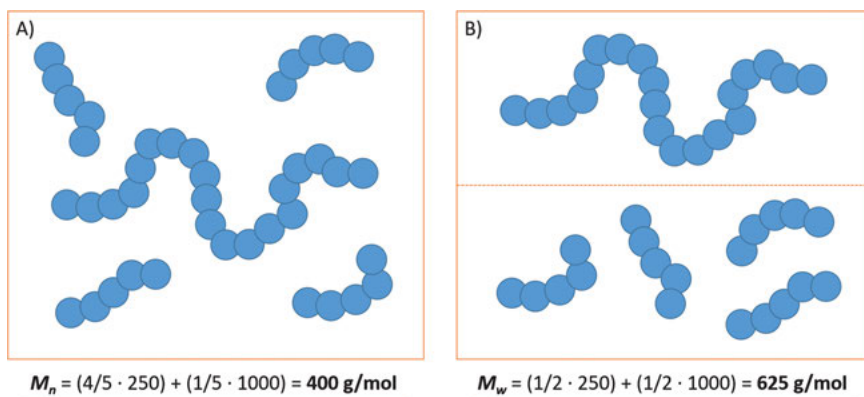 A)
B)
Mn = (4/5 · 250) + (1/5 · 1000) = 400 g/mol
Mw = (1/2 · 250) + (1/2 · 1000) = 625 g/mol